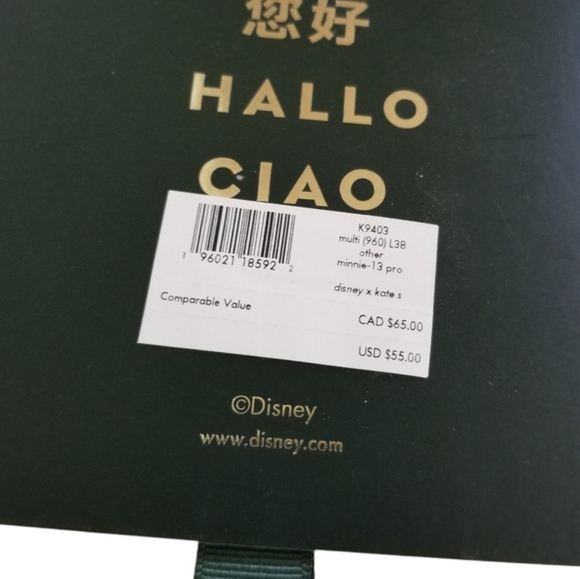 您好
HALLO
CIAO
K9403
multi (960) L3B
other
minnie-13 pro
1 96021 18592 2
disney x kate s
Comparable Value
CAD $65.00
USD $55.00
©Disney
www.disney.com